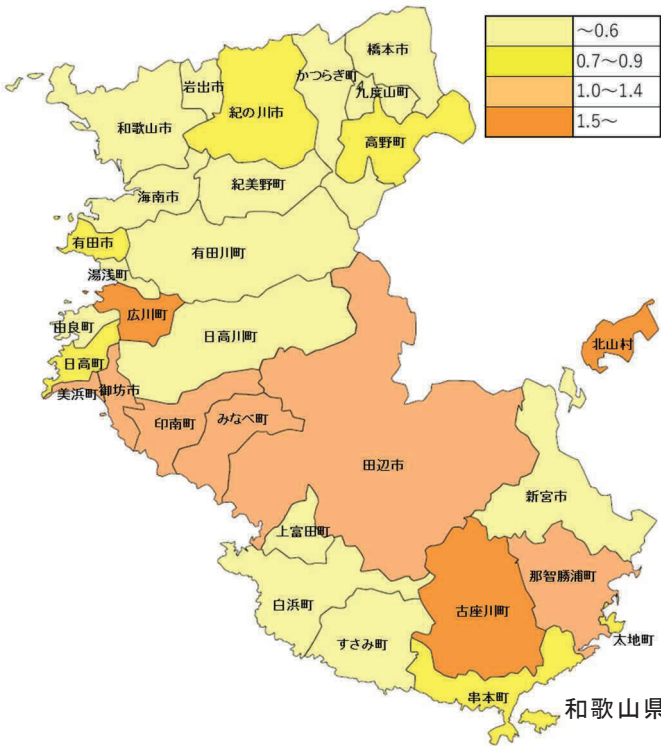 ～0.6
0.7～0.9
1.0～1.4
1.5～
橋本市
かつらぎ町
岩出市
九度山町
紀の川市
和歌山市
高野町
紀美野町
海南市
有田市
有田川町
湯浅町
広川町
由良町
日高川町
北山村
日高町
御坊市
美浜町
印南町
みなべ町
田辺市
新宮市
上富田町
那智勝浦町
白浜町
古座川町
すさみ町
太地町
串本町
和歌山県